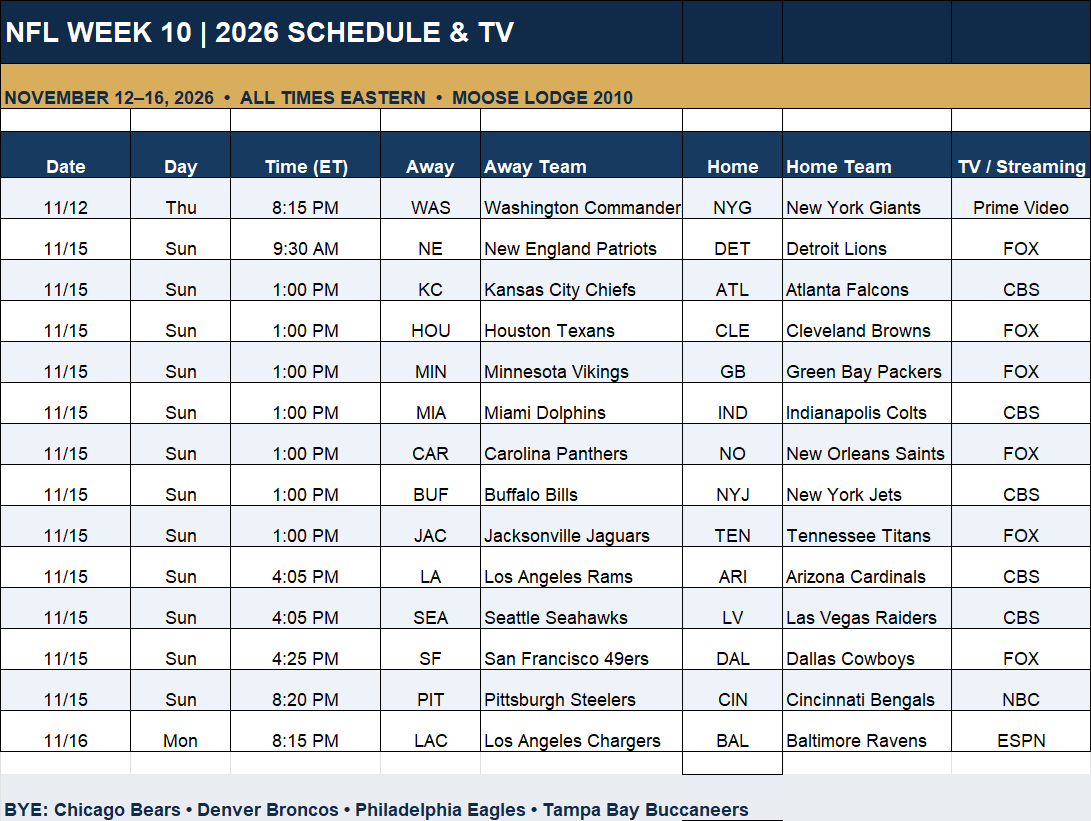 NFL WEEK 10 | 2026 SCHEDULE & TV
NOVEMBER 12–16, 2026 • ALL TIMES EASTERN • MOOSE LODGE 2010
Date Day Time (ET) Away Away Team Home Home Team TV / Streaming
11/12 Thu 8:15 PM WAS Washington Commander NYG New York Giants Prime Video
11/15 Sun 9:30 AM NE New England Patriots DET Detroit Lions FOX
11/15 Sun 1:00 PM KC Kansas City Chiefs ATL Atlanta Falcons CBS
11/15 Sun 1:00 PM HOU Houston Texans CLE Cleveland Browns FOX
11/15 Sun 1:00 PM MIN Minnesota Vikings GB Green Bay Packers FOX
11/15 Sun 1:00 PM MIA Miami Dolphins IND Indianapolis Colts CBS
11/15 Sun 1:00 PM CAR Carolina Panthers NO New Orleans Saints FOX
11/15 Sun 1:00 PM BUF Buffalo Bills NYJ New York Jets CBS
11/15 Sun 1:00 PM JAC Jacksonville Jaguars TEN Tennessee Titans FOX
11/15 Sun 4:05 PM LA Los Angeles Rams ARI Arizona Cardinals CBS
11/15 Sun 4:05 PM SEA Seattle Seahawks LV Las Vegas Raiders CBS
11/15 Sun 4:25 PM SF San Francisco 49ers DAL Dallas Cowboys FOX
11/15 Sun 8:20 PM PIT Pittsburgh Steelers CIN Cincinnati Bengals NBC
11/16 Mon 8:15 PM LAC Los Angeles Chargers BAL Baltimore Ravens ESPN
BYE: Chicago Bears • Denver Broncos • Philadelphia Eagles • Tampa Bay Buccaneers